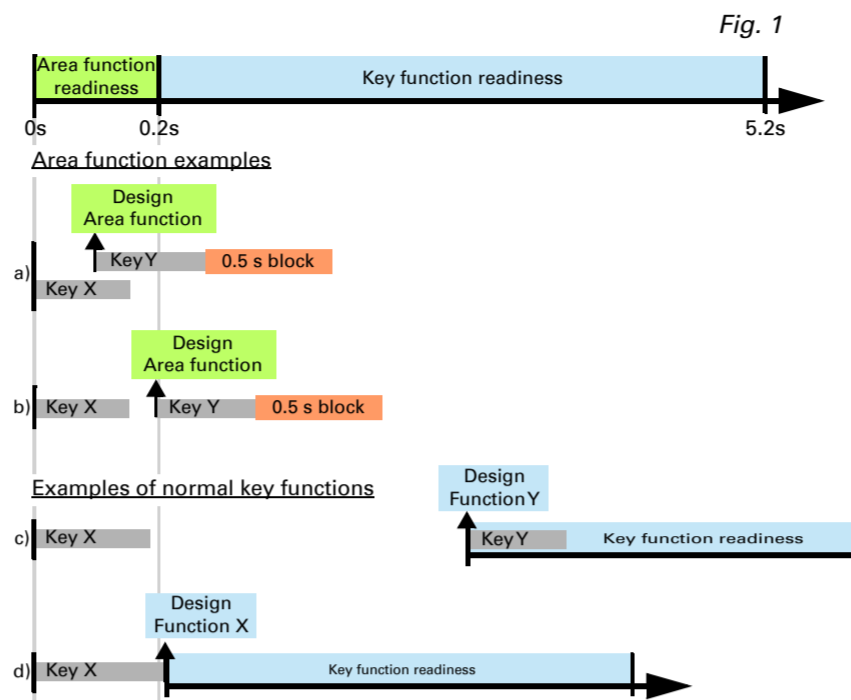 Fig. 1
Area function
readiness
Key function readiness
0s
0.2s
5.2s
Area function examples
Design
Area function
a)
Key Y
0.5 s block
Key X
Design
Area function
b)
Key X
Key Y
0.5 s block
Examples of normal key functions
Design
Function Y
c)
Key X
Key Y
Key function readiness
Design
Function X
d)
Key X
Key function readiness